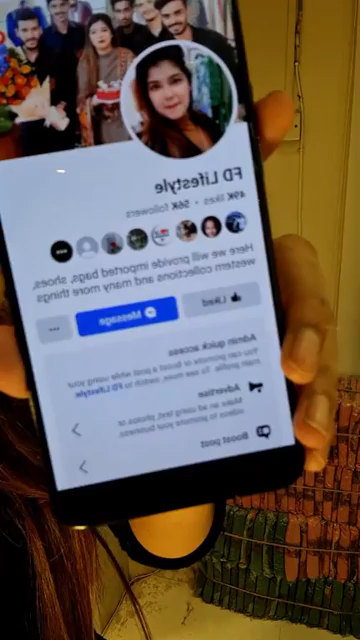 FD Lifestyle
49K likes • 56K followers
Here we will provide imported bags, shoes,
western collections and many and more things
Liked
Message
Admin quick access
You can promote or boost a post while using your
main profile. To see more, switch to FD Lifestyle
Advertise
Make an ad using text, photos or
videos to promote your business.
Boost post